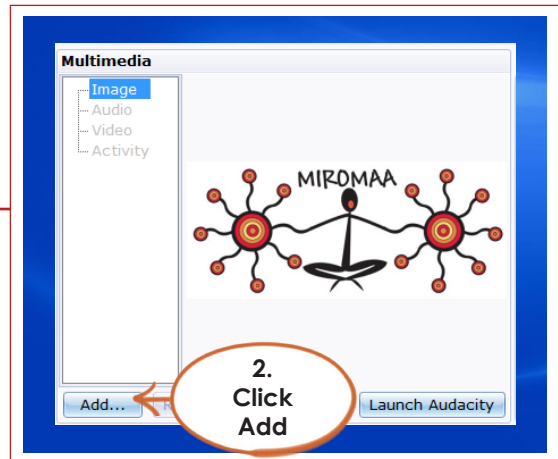 Multimedia
Image
Audio
Video
Activity
MIROMAA
2.
Click
Add
Add...
Launch Audacity